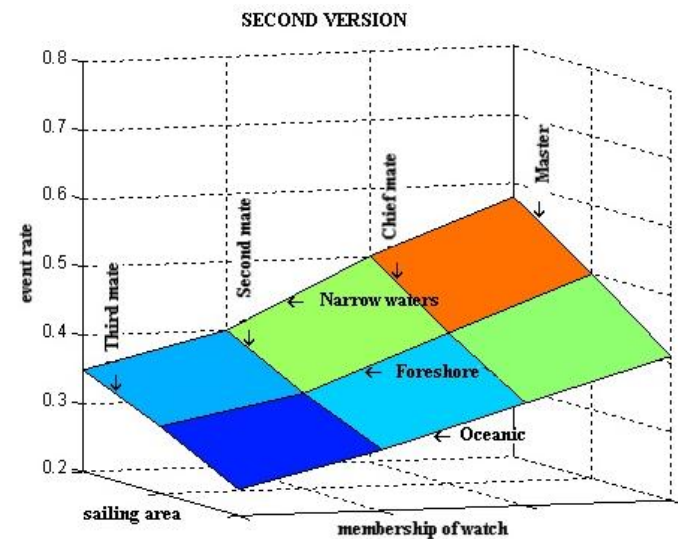 SECOND VERSION
0.8
0.7
0.6
0.5
0.4
0.3
0.2
event rate
Third mate
Second mate
Chief mate
Master
← Narrow waters
← Foreshore
← Oceanic
sailing area
membership of watch